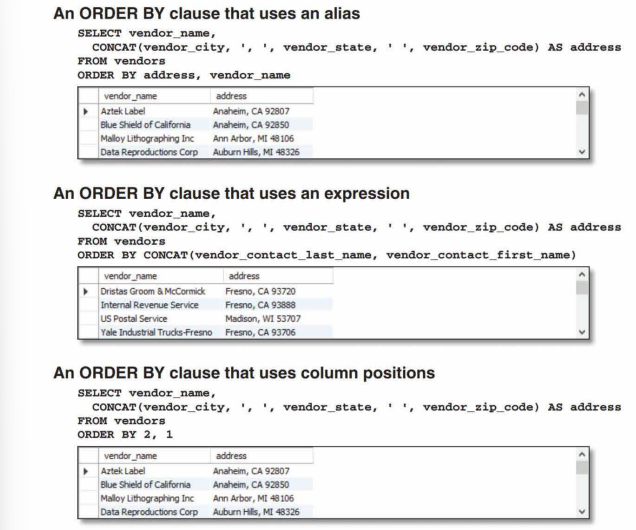 An ORDER BY clause that uses an alias
SELECT vendor_name,
CONCAT(vendor_city, ', ', vendor_state, ' ', vendor_zip_code) AS address
FROM vendors
ORDER BY address, vendor_name
vendor_name address
Aztek Label Anaheim, CA 92807
Blue Shield of California Anaheim, CA 92850
Malloy Lithographing Inc Ann Arbor, MI 48106
Data Reproductions Corp Auburn Hills, MI 48326
An ORDER BY clause that uses an expression
SELECT vendor_name,
CONCAT(vendor_city, ', ', vendor_state, ' ', vendor_zip_code) AS address
FROM vendors
ORDER BY CONCAT(vendor_contact_last_name, vendor_contact_first_name)
vendor_name address
Dristas Groom & McCormick Fresno, CA 93720
Internal Revenue Service Fresno, CA 93888
US Postal Service Madison, WI 53707
Yale Industrial Trucks-Fresno Fresno, CA 93706
An ORDER BY clause that uses column positions
SELECT vendor_name,
CONCAT(vendor_city, ', ', vendor_state, ' ', vendor_zip_code) AS address
FROM vendors
ORDER BY 2, 1
vendor_name address
Aztek Label Anaheim, CA 92807
Blue Shield of California Anaheim, CA 92850
Malloy Lithographing Inc Ann Arbor, MI 48106
Data Reproductions Corp Auburn Hills, MI 48326